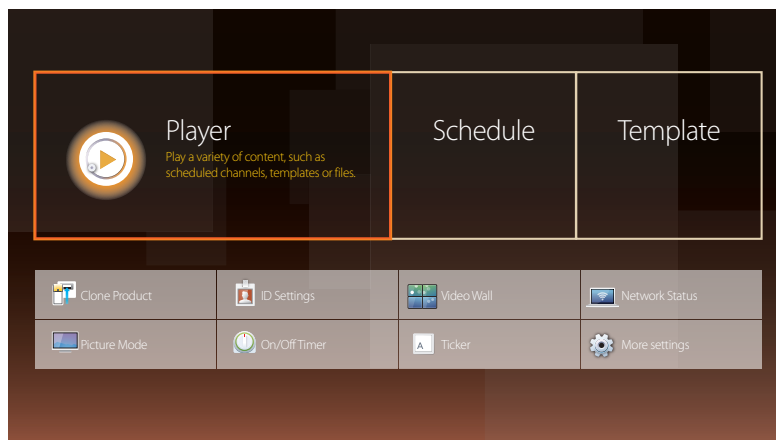 Player
Play a variety of content, such as
scheduled channels, templates or files.
Schedule
Template
Clone Product
ID Settings
Video Wall
Network Status
Picture Mode
On/Off Timer
A
Ticker
More settings